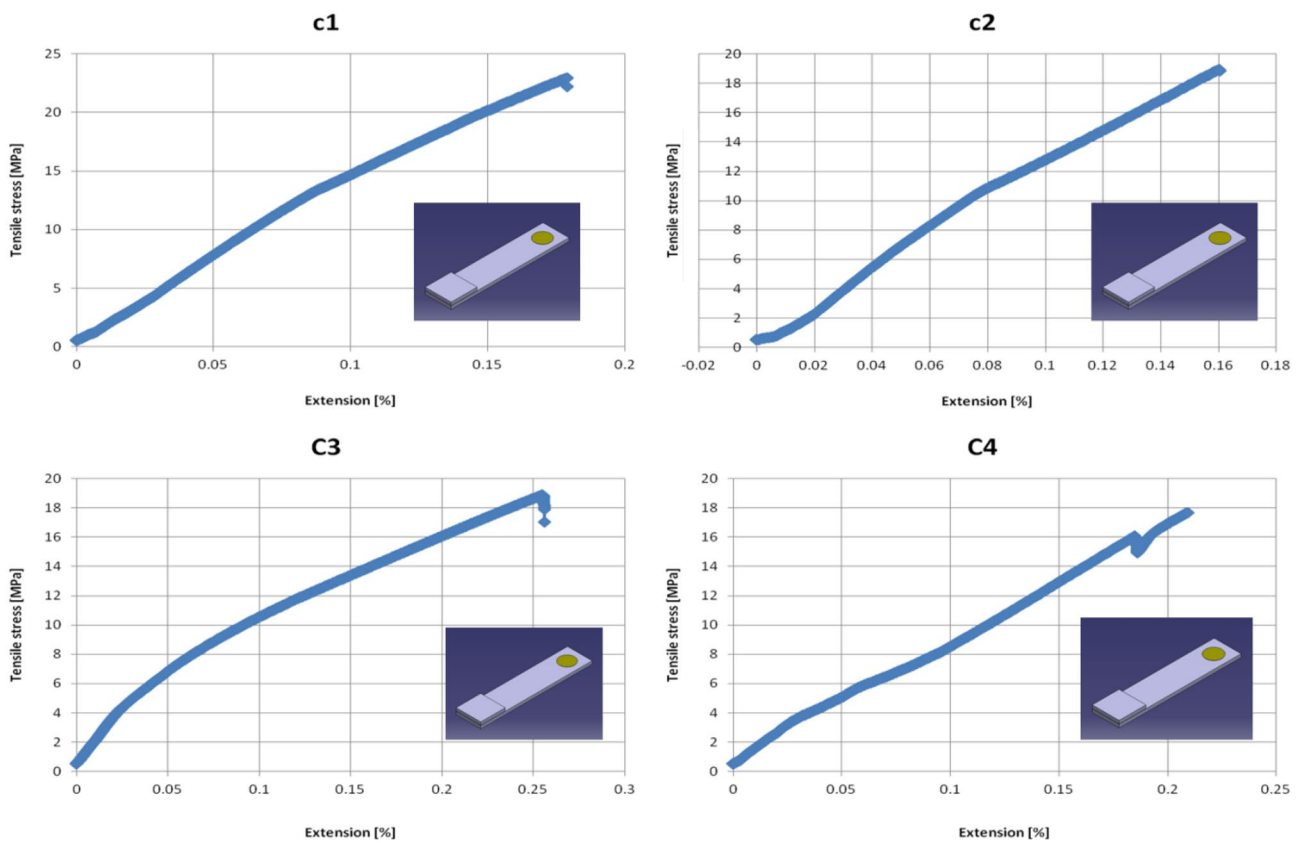 c1
Tensile stress [MPa]
25
20
15
10
5
0
0 0.05 0.1 0.15 0.2
Extension [%]
c2
Tensile stress [MPa]
20
18
16
14
12
10
8
6
4
2
0
-0.02 0 0.02 0.04 0.06 0.08 0.1 0.12 0.14 0.16 0.18
Extension [%]
C3
Tensile stress [MPa]
20
18
16
14
12
10
8
6
4
2
0
0 0.05 0.1 0.15 0.2 0.25 0.3
Extension [%]
C4
Tensile stress [MPa]
20
18
16
14
12
10
8
6
4
2
0
0 0.05 0.1 0.15 0.2 0.25
Extension [%]